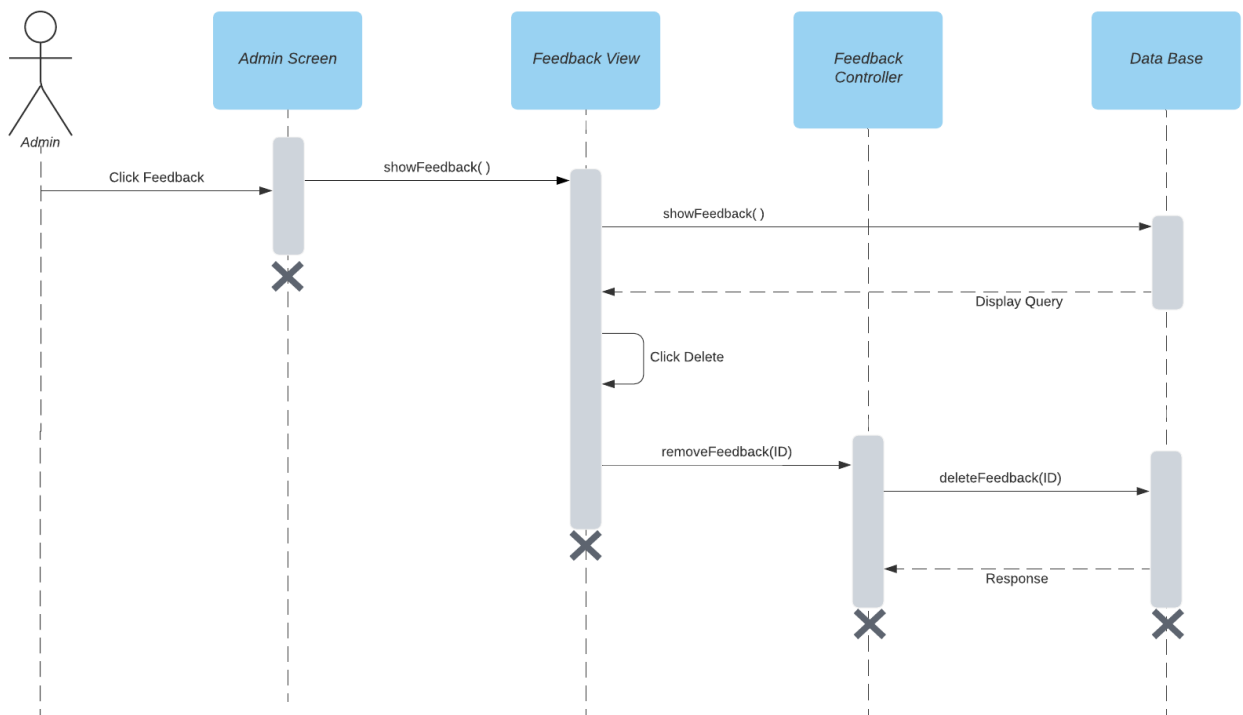 Admin Screen
Feedback View
Feedback
Controller
Data Base
Admin
Click Feedback
showFeedback( )
showFeedback( )
Display Query
Click Delete
removeFeedback(ID)
deleteFeedback(ID)
Response